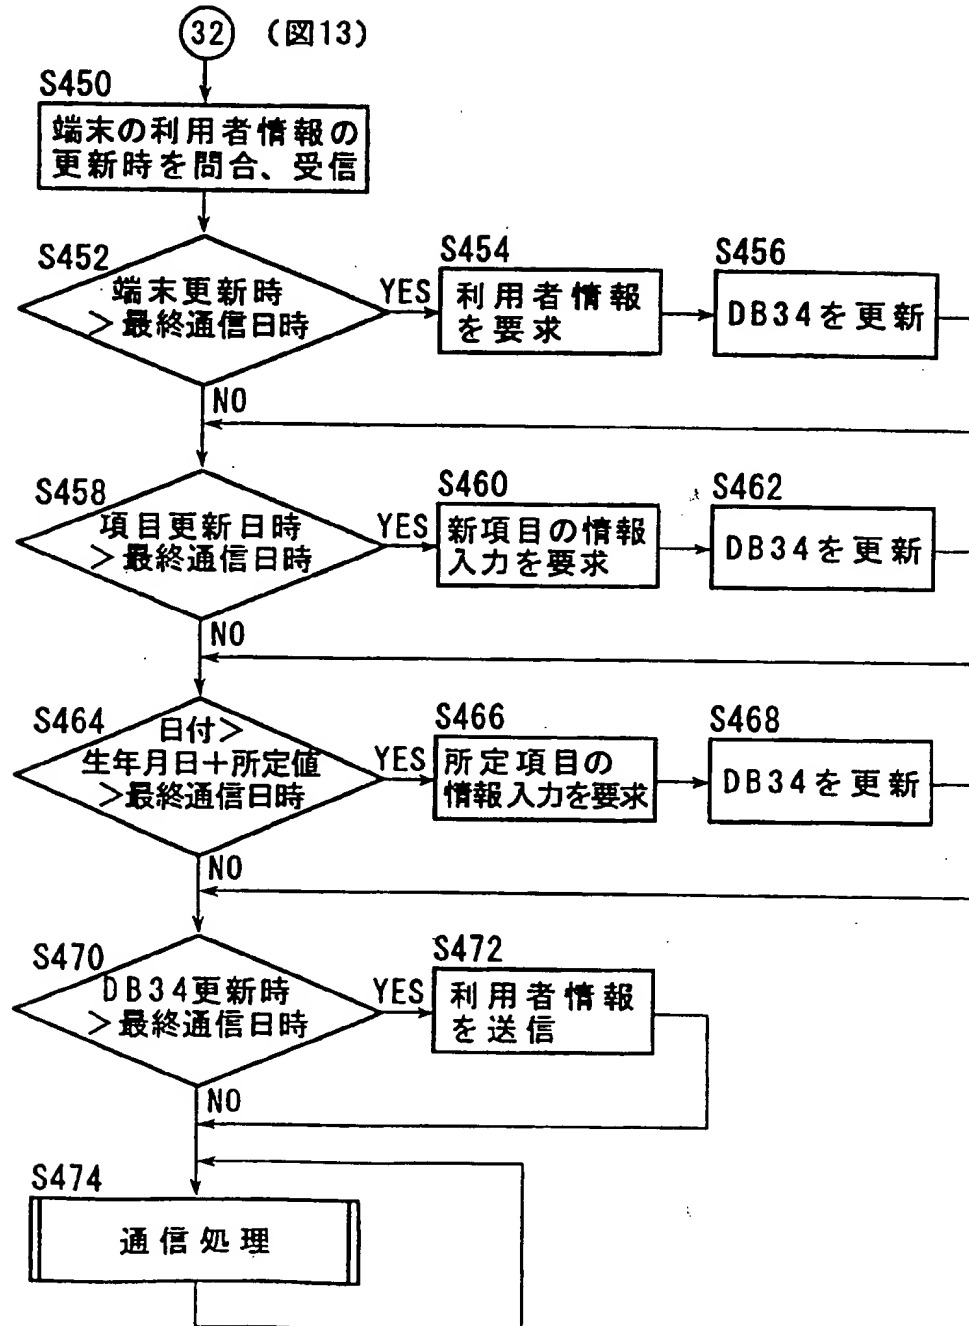 32 (図13)
S450
端末の利用者情報の
更新時を問合、受信
S452
端末更新時
>最終通信日時
YES
S454
利用者情報
を要求
S456
DB34を更新
NO
S458
項目更新日時
>最終通信日時
YES
S460
新項目の情報
入力を要求
S462
DB34を更新
NO
S464
日付>
生年月日+所定値
>最終通信日時
YES
S466
所定項目の
情報入力を要求
S468
DB34を更新
NO
S470
DB34更新時
>最終通信日時
YES
S472
利用者情報
を送信
NO
S474
通信処理